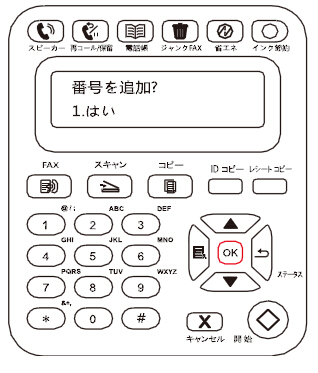 スピーカー 再コール/保留 電話帳 ジャンクFAX 省エネ インク節約
番号を追加?
1.はい
FAX スキャン コピー IDコピー レシートコピー
@/: ABC DEF
1 2 3
GHI JKL MNO
4 5 6
OK
ステータス
PQRS TUV WXYZ
7 8 9
&+,
* 0 #
X
キャンセル 開始